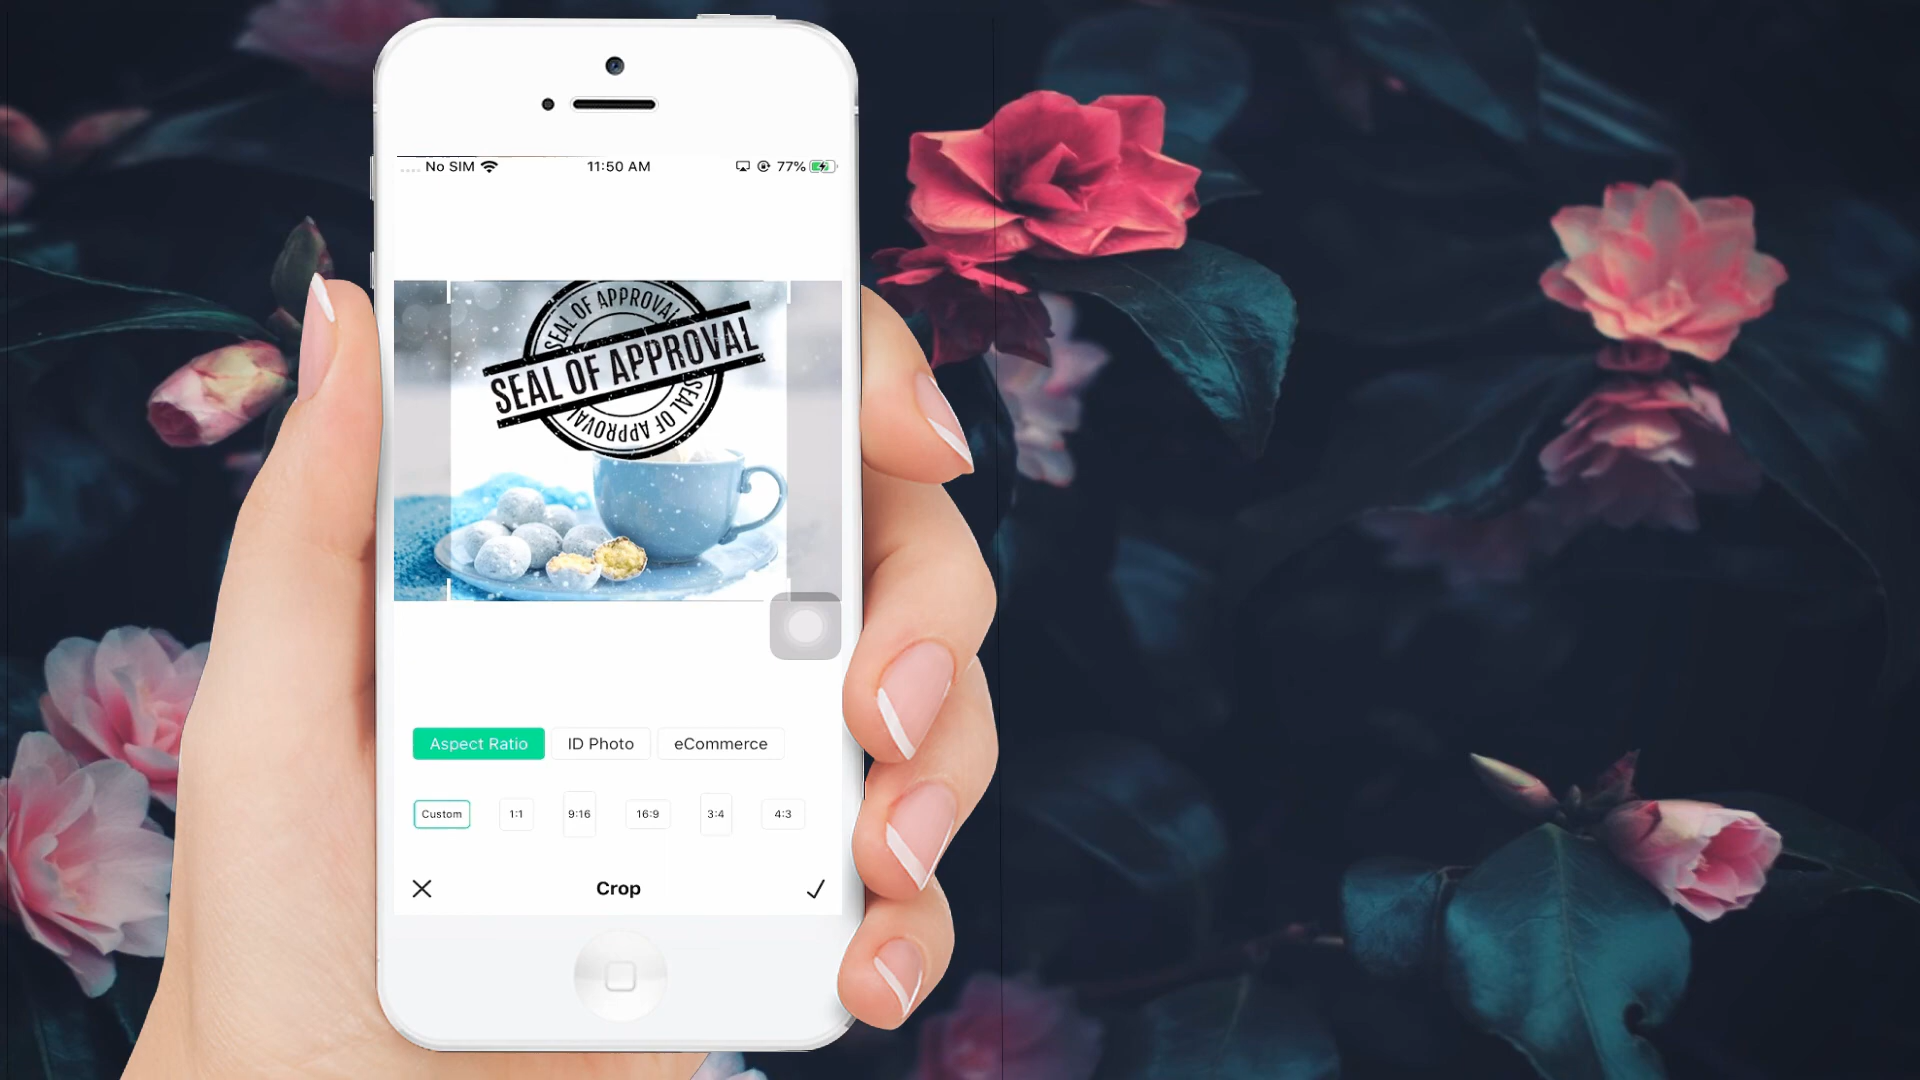 No SIM 11:50 AM 77%
SEAL OF APPROVAL
SEAL OF APPROVAL
SEAL OF APPROVAL
Aspect Ratio ID Photo eCommerce
Custom 1:1 9:16 16:9 3:4 4:3
Crop